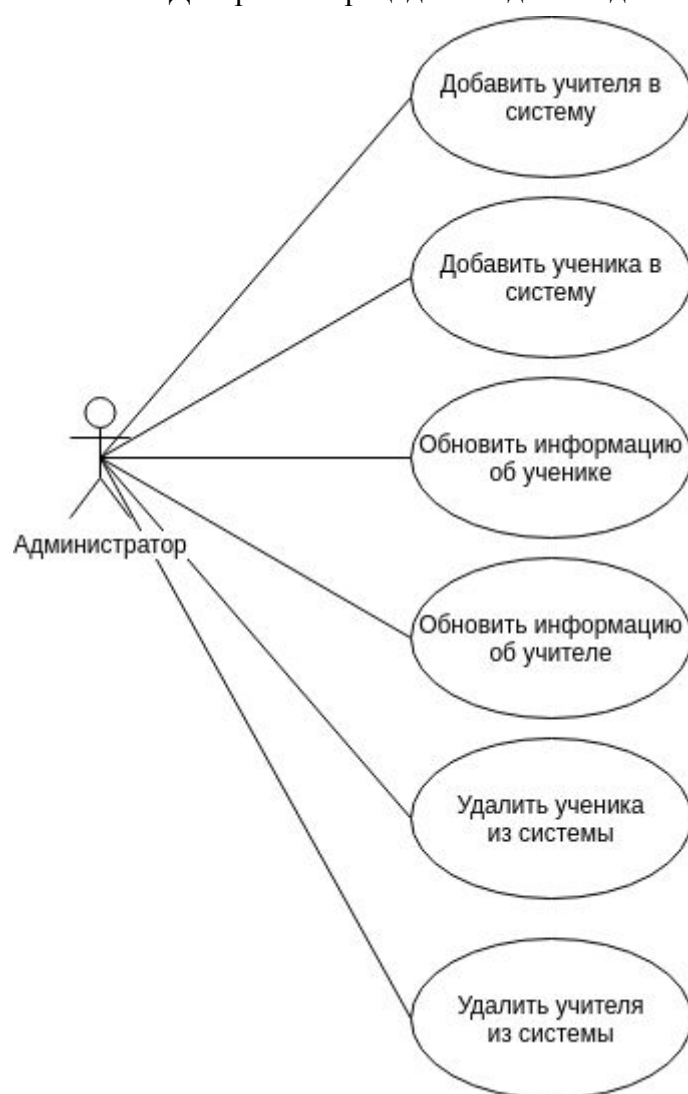 Добавить учителя в
систему
Добавить ученика в
систему
Обновить информацию
об ученике
Администратор
Обновить информацию
об учителе
Удалить ученика
из системы
Удалить учителя
из системы